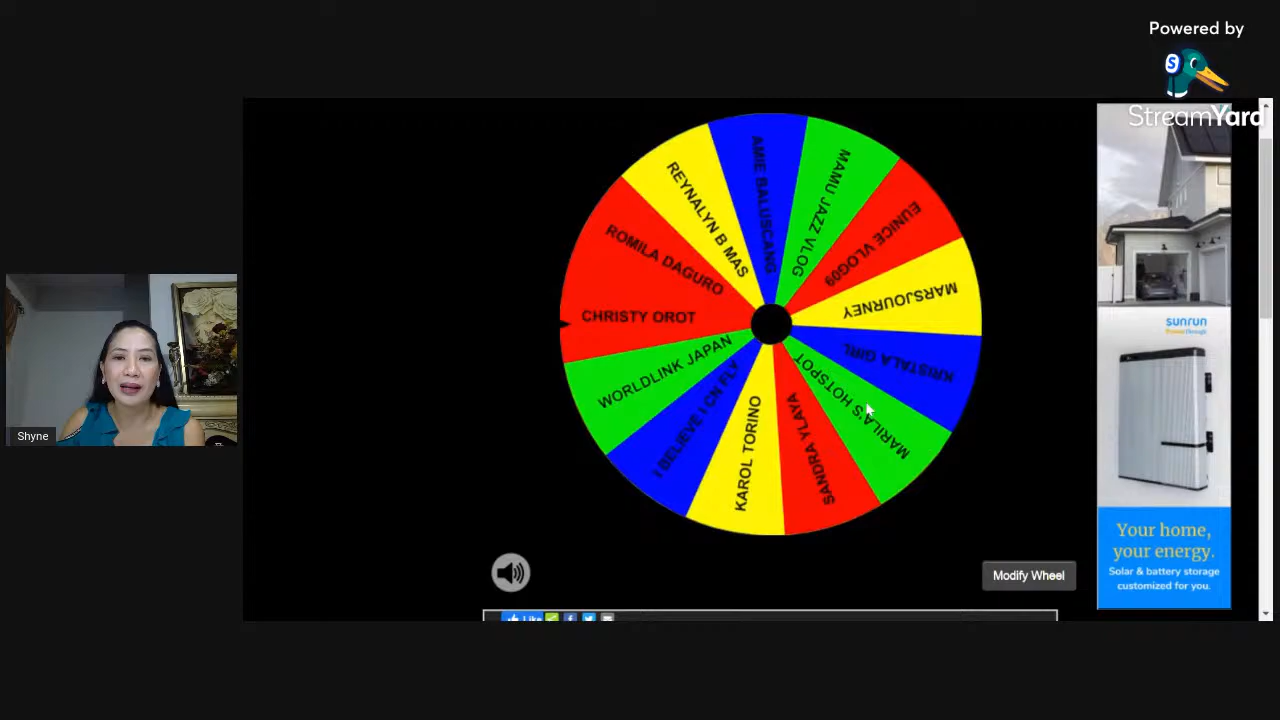 Powered by
S
StreamYard
AMIE BALUSCANG
MAMU JAZZ VLOG
EUNICE VLOG09
MARSJOURNEY
KRISTALA GIRL
MARILA'S HOTSPOT
SANDRA YLAYA
KAROL TORINO
I BELIEVE I CN FLY
WORLDLINK JAPAN
CHRISTY OROT
ROMILA DAGURO
REYNALYN B MAS
Shyne
sunrun
Your home,
your energy.
Solar & battery storage
customized for you.
Modify Wheel
Like